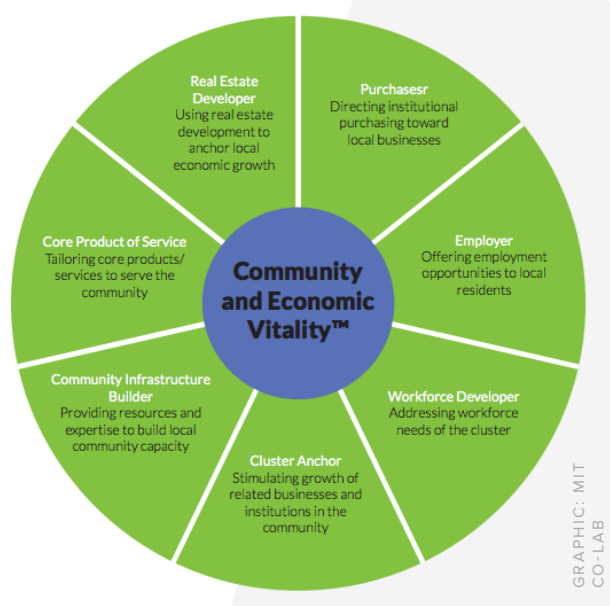 Real Estate
Developer
Using real estate
development to
anchor local
economic growth
Purchasesr
Directing institutional
purchasing toward
local businesses
Core Product of Service
Tailoring core products/
services to serve the
community
Community
and Economic
Vitality™
Employer
Offering employment
opportunities to local
residents
Community Infrastructure
Builder
Providing resources and
expertise to build local
community capacity
Workforce Developer
Addressing workforce
needs of the cluster
Cluster Anchor
Stimulating growth of
related businesses and
institutions in the
community
GRAPHIC: MIT
CO-LAB